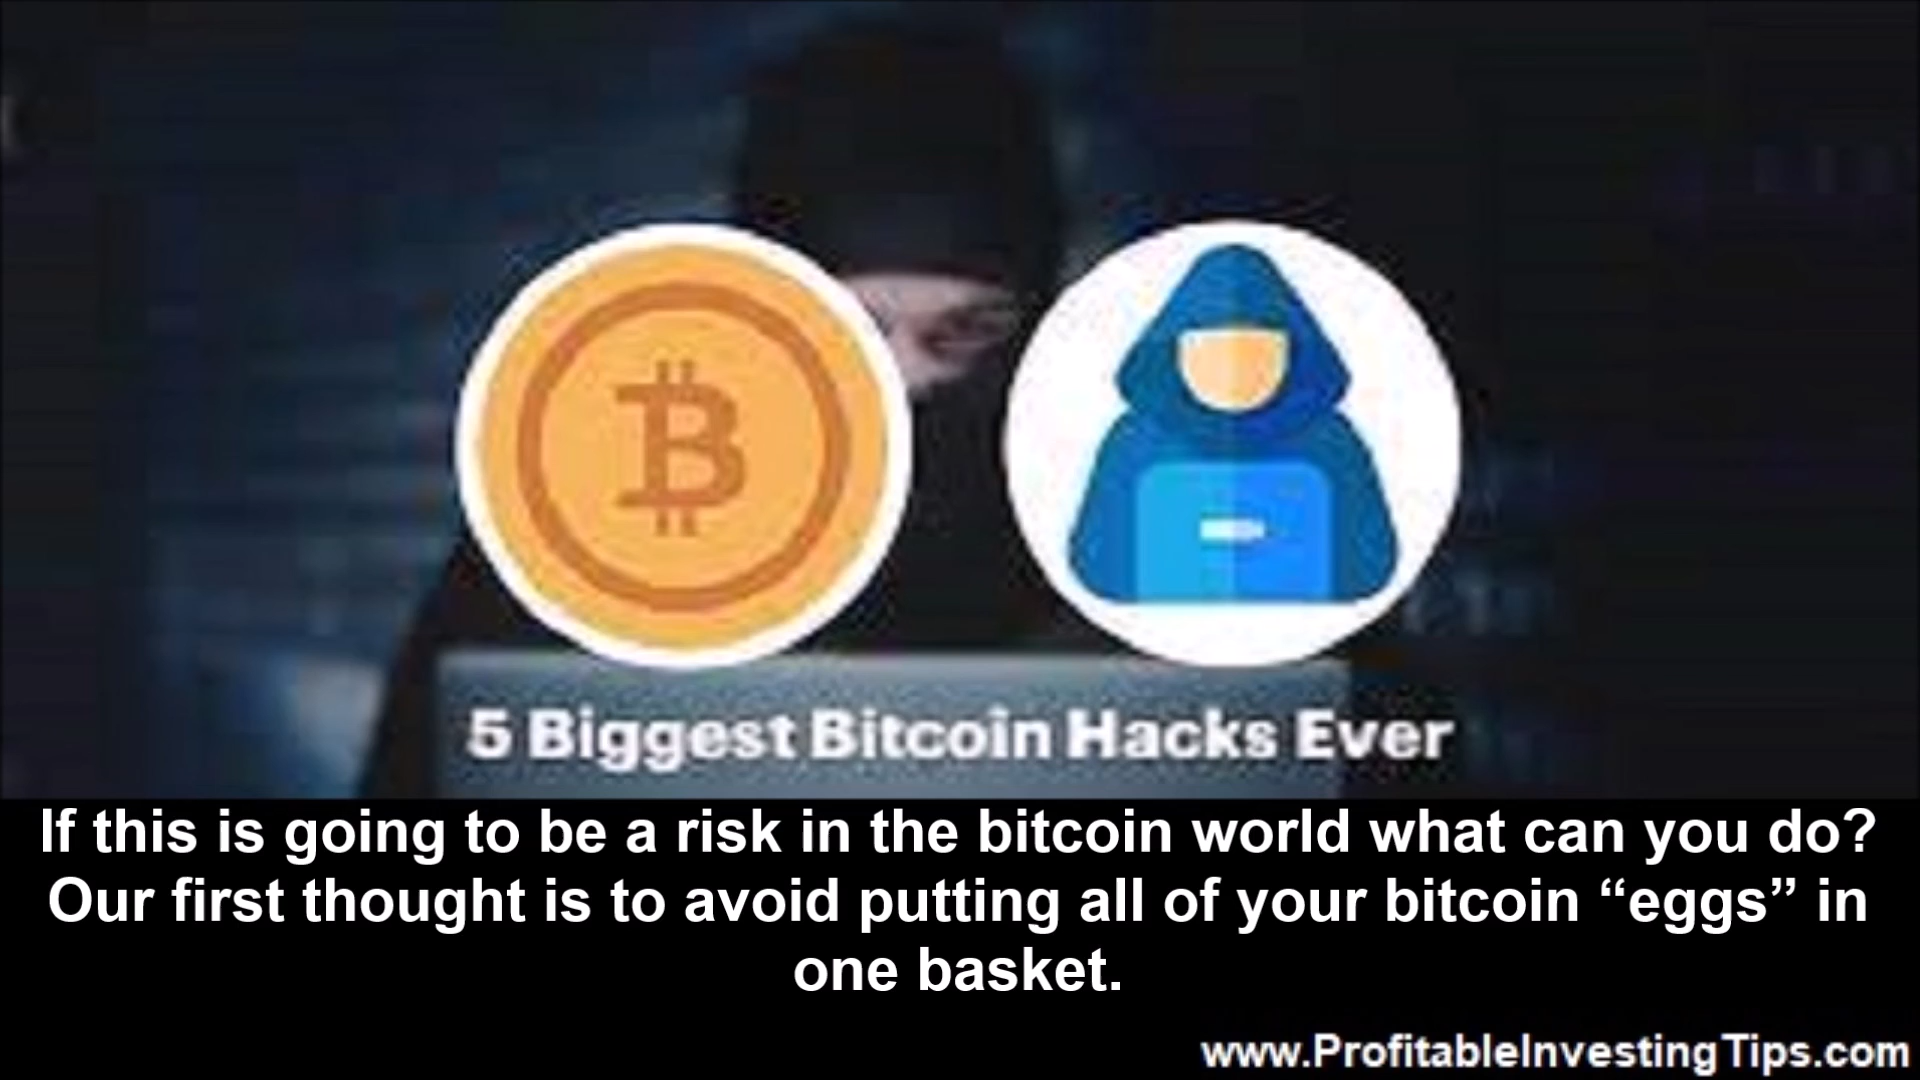 5 Biggest Bitcoin Hacks Ever
If this is going to be a risk in the bitcoin world what can you do?
Our first thought is to avoid putting all of your bitcoin “eggs” in
one basket.
www.ProfitableInvestingTips.com